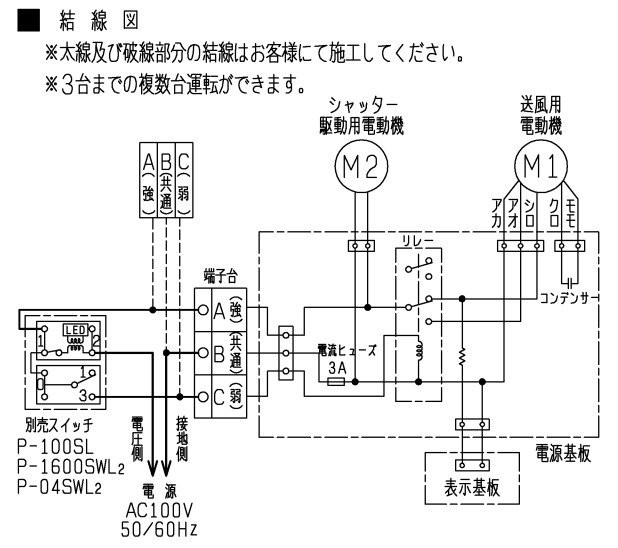 ■ 結線図
※太線及び破線部分の結線はお客様にて施工してください。
※3台までの複数台運転ができます。
シャッター
駆動用電動機
送風用
電動機
M2
M1
A(強)
B(共通)
C(弱)
アカ
アオ
シロ
クロ
モモ
リレー
コンデンサー
端子台
A(強)
B(共通)
C(弱)
電流ヒューズ
3A
LED
1
2
0
1
3
別売スイッチ
P-100SL
P-1600SWL2
P-04SWL2
電圧側
接地側
電源
AC100V
50/60Hz
電源基板
表示基板